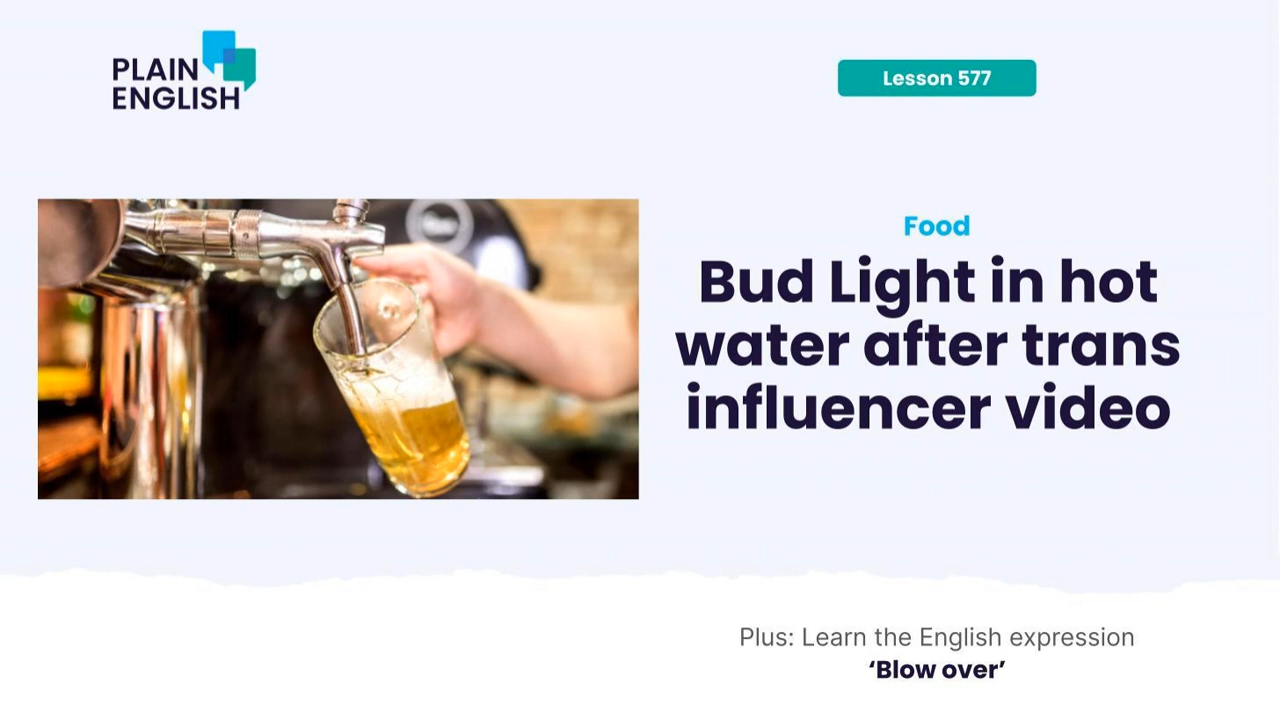 PLAIN
ENGLISH
Lesson 577
Food
Bud Light in hot
water after trans
influencer video
Plus: Learn the English expression
‘Blow over’